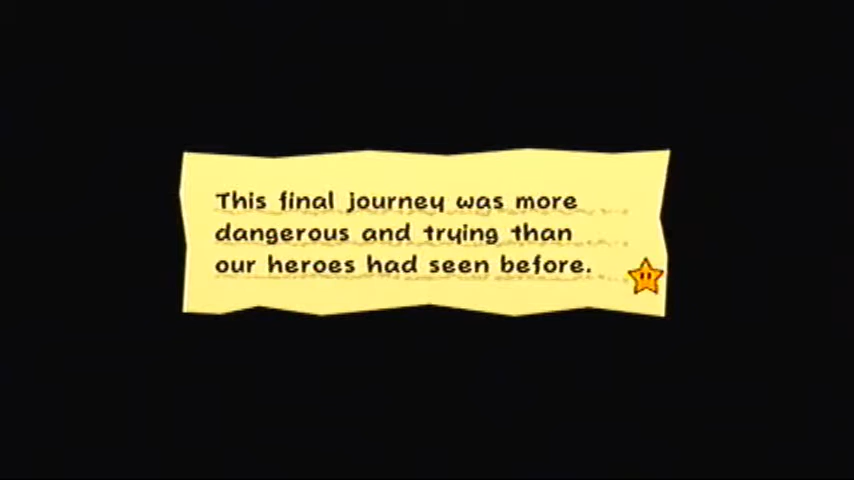 This final journey was more
dangerous and trying than
our heroes had seen before.